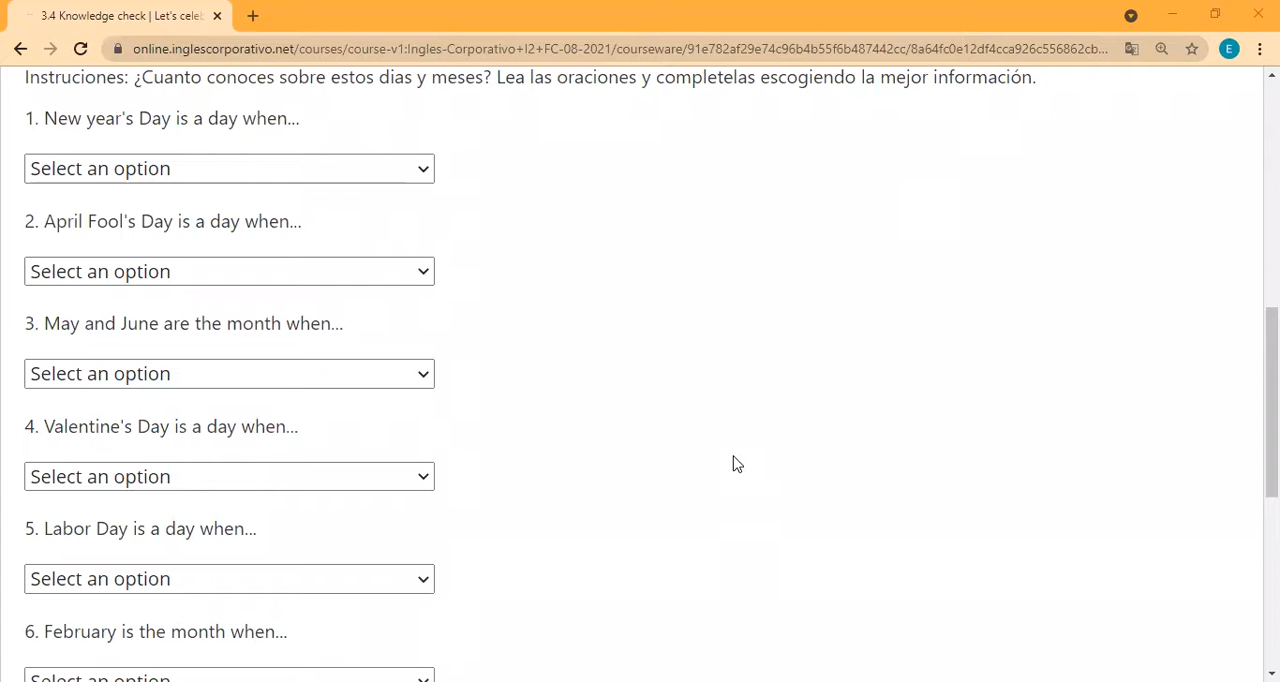 3.4 Knowledge check | Let's celeb
online.inglescorporativo.net/courses/course-v1:Ingles-Corporativo+I2+FC-08-2021/courseware/91e782af29e74c96b4b55f6b487442cc/8a64fc0e12df4cca926c556862cb...
E
Instruciones: ¿Cuanto conoces sobre estos dias y meses? Lea las oraciones y completelas escogiendo la mejor información.
1. New year's Day is a day when...
Select an option
2. April Fool's Day is a day when...
Select an option
3. May and June are the month when...
Select an option
4. Valentine's Day is a day when...
Select an option
5. Labor Day is a day when...
Select an option
6. February is the month when...
Select an option